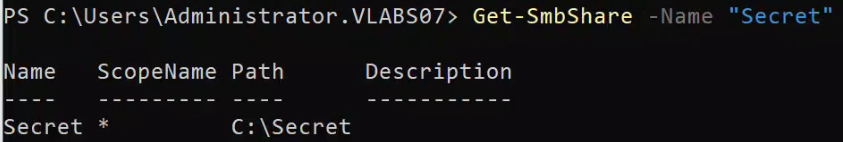 PS C:\Users\Administrator.VLABS07> Get-SmbShare -Name "Secret"
Name   ScopeName Path      Description
----   --------- ----      -----------
Secret *         C:\Secret